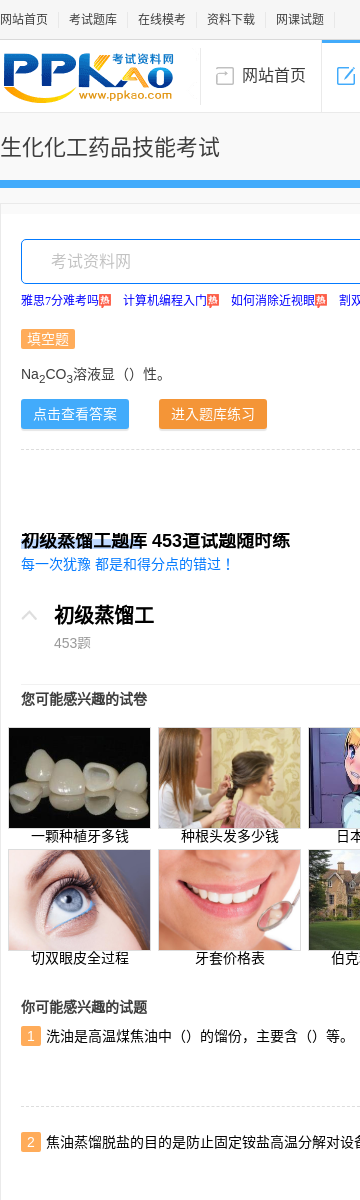 网站首页 考试题库 在线模考 资料下载 网课试题
PPKAO 考试资料网
www.ppkao.com
网站首页
生化化工药品技能考试
考试资料网
雅思7分难考吗热 计算机编程入门热 如何消除近视眼热 割双
填空题
Na2CO3溶液显（）性。
点击查看答案 进入题库练习
初级蒸馏工题库 453道试题随时练
每一次犹豫 都是和得分点的错过！
初级蒸馏工
453题
您可能感兴趣的试卷
一颗种植牙多钱 种根头发多少钱 日本
切双眼皮全过程 牙套价格表 伯克
你可能感兴趣的试题
1 洗油是高温煤焦油中（）的馏份，主要含（）等。
2 焦油蒸馏脱盐的目的是防止固定铵盐高温分解对设备